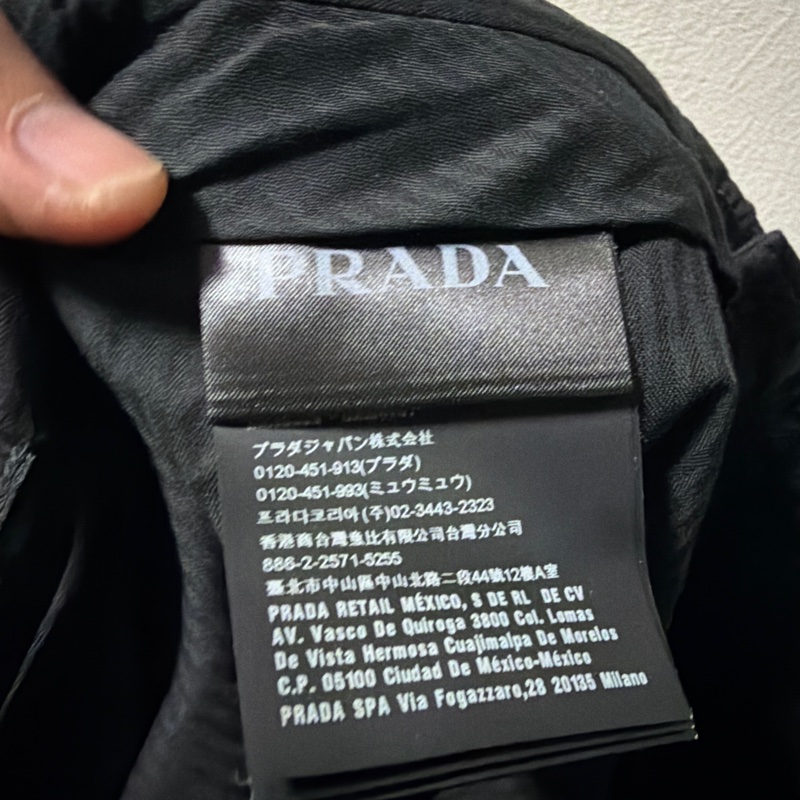 PRADA
プラダジャパン株式会社
0120-451-913(プラダ)
0120-451-993(ミュウミュウ)
프라다코리아(주)02-3443-2323
香港商台灣壹比有限公司台灣分公司
886-2-2571-5255
臺北市中山區中山北路二段44號12樓A室
PRADA RETAIL MÉXICO, S DE RL DE CV
AV. Vasco De Quiroga 3800 Col. Lomas
De Vista Hermosa Cuajimalpa De Morelos
C.P. 05100 Ciudad De México-México
PRADA SPA Via Fogazzaro,28 20135 Milano